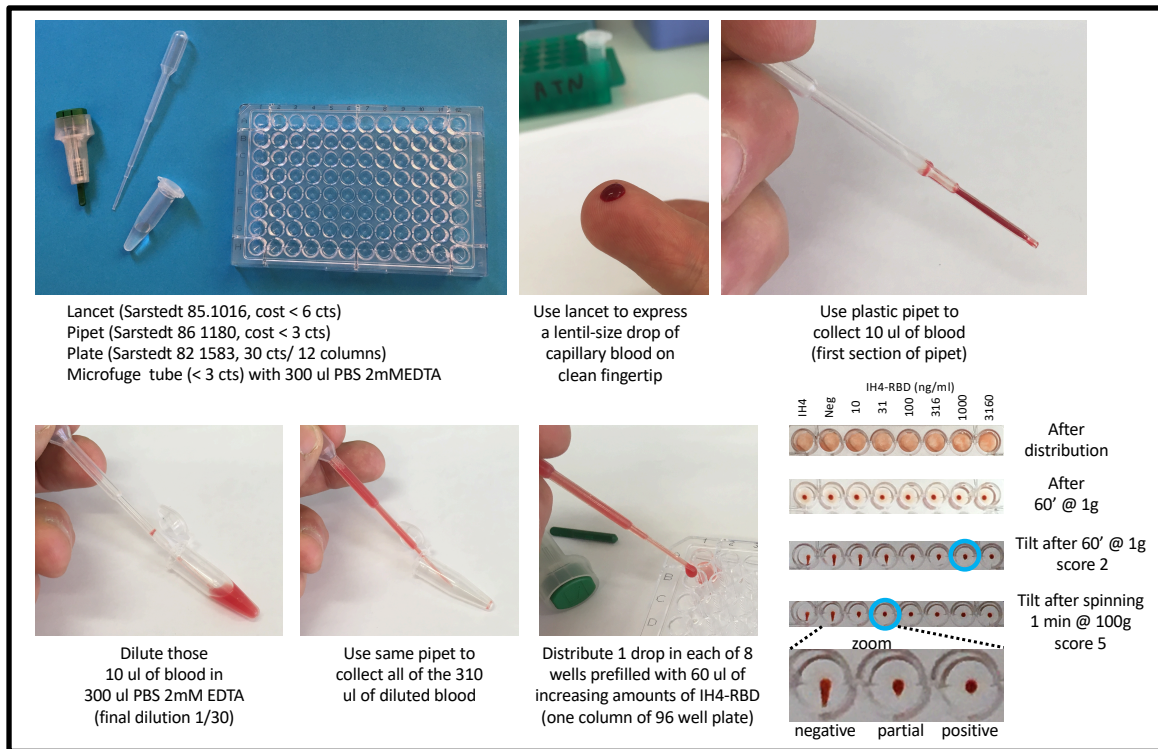 ATN
Lancet (Sarstedt 85.1016, cost < 6 cts)
Pipet (Sarstedt 86 1180, cost < 3 cts)
Plate (Sarstedt 82 1583, 30 cts/ 12 columns)
Microfuge tube (< 3 cts) with 300 ul PBS 2mMEDTA
Use lancet to express
a lentil-size drop of
capillary blood on
clean fingertip
Use plastic pipet to
collect 10 ul of blood
(first section of pipet)
Dilute those
10 ul of blood in
300 ul PBS 2mM EDTA
(final dilution 1/30)
Use same pipet to
collect all of the 310
ul of diluted blood
B
C
D
Distribute 1 drop in each of 8
wells prefilled with 60 ul of
increasing amounts of IH4-RBD
(one column of 96 well plate)
IH4-RBD (ng/ml)
IH4 Neg 10 31 100 316 1000 3160
After
distribution
After
60’ @ 1g
Tilt after 60’ @ 1g
score 2
Tilt after spinning
1 min @ 100g
score 5
zoom
negative partial positive